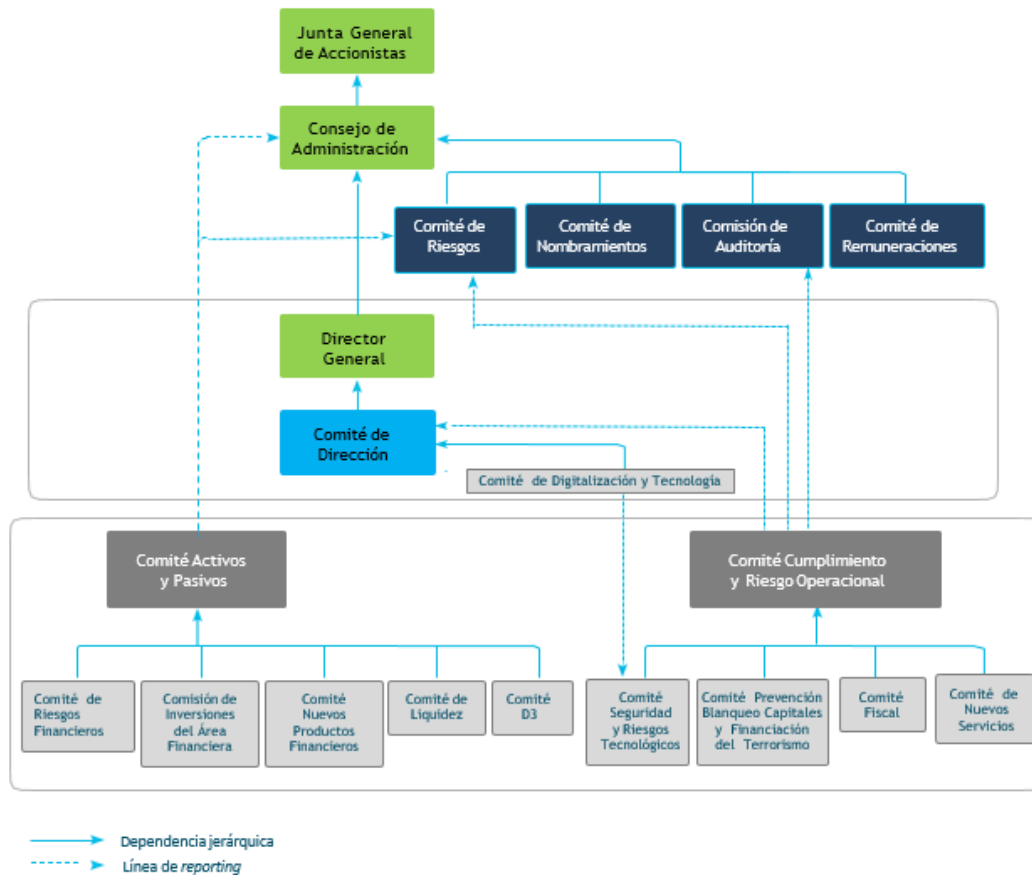 Junta General
de Accionistas
Consejo de
Administración
Comité de
Riesgos
Comité de
Nombramientos
Comisión de
Auditoría
Comité de
Remuneraciones
Director
General
Comité de
Dirección
Comité de Digitalización y Tecnología
Comité Activos
y Pasivos
Comité Cumplimiento
y Riesgo Operacional
Comité de
Riesgos
Financieros
Comisión de
Inversiones
del Área
Financiera
Comité
Nuevos
Productos
Financieros
Comité de
Liquidez
Comité
D3
Comité
Seguridad
y Riesgos
Tecnológicos
Comité Prevención
Blanqueo Capitales
y Financiación
del Terrorismo
Comité
Fiscal
Comité de
Nuevos
Servicios
Dependencia jerárquica
Línea de reporting